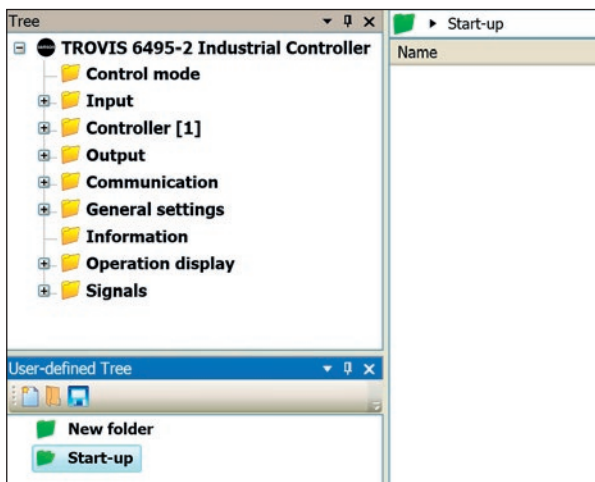 Tree
TROVIS 6495-2 Industrial Controller
Control mode
Input
Controller [1]
Output
Communication
General settings
Information
Operation display
Signals
User-defined Tree
New folder
Start-up
Start-up
Name